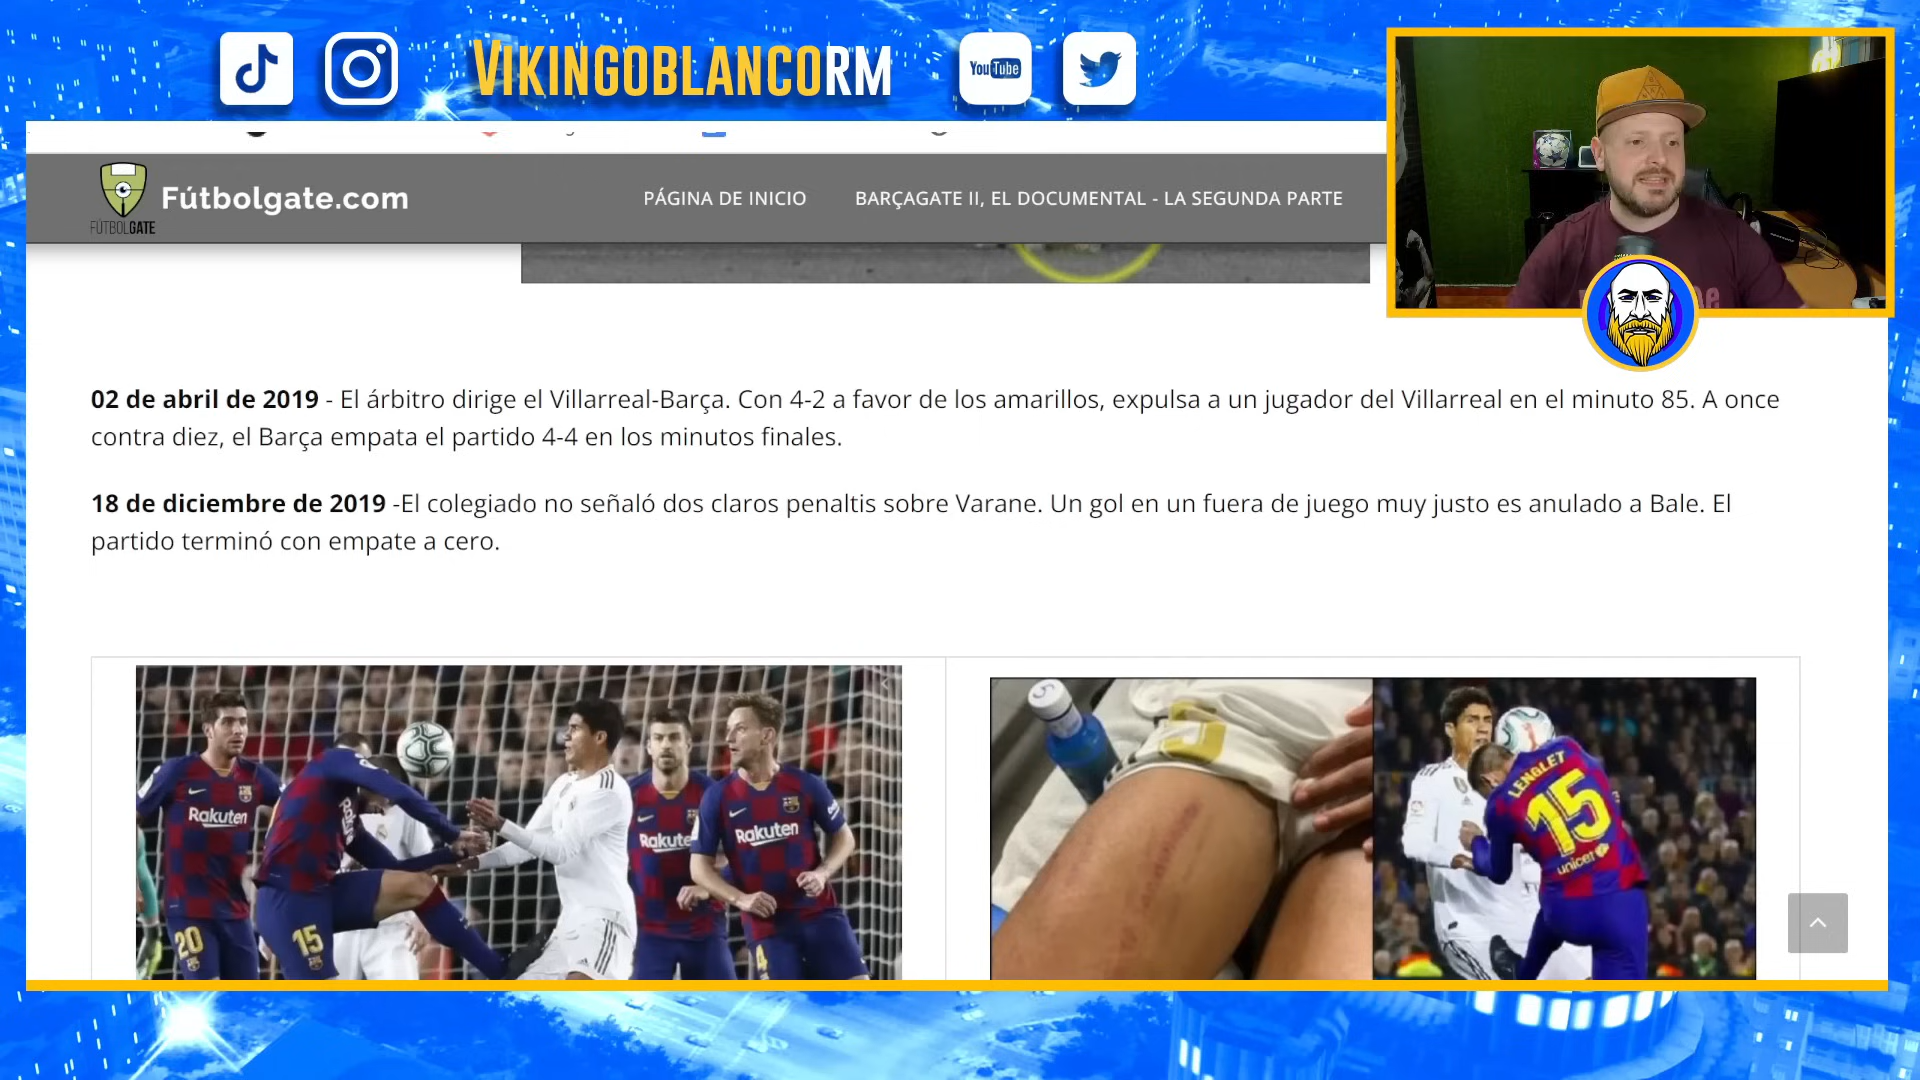 VIKINGOBLANCORM
YouTube
FÚTBOLGATE
Fútbolgate.com
PÁGINA DE INICIO
BARÇAGATE II, EL DOCUMENTAL - LA SEGUNDA PARTE
02 de abril de 2019 - El árbitro dirige el Villarreal-Barça. Con 4-2 a favor de los amarillos, expulsa a un jugador del Villarreal en el minuto 85. A once
contra diez, el Barça empata el partido 4-4 en los minutos finales.
18 de diciembre de 2019 -El colegiado no señaló dos claros penaltis sobre Varane. Un gol en un fuera de juego muy justo es anulado a Bale. El
partido terminó con empate a cero.
Rakuten
Rakuten
Rakuten
20
15
4
5
LENGLET
15
unicef